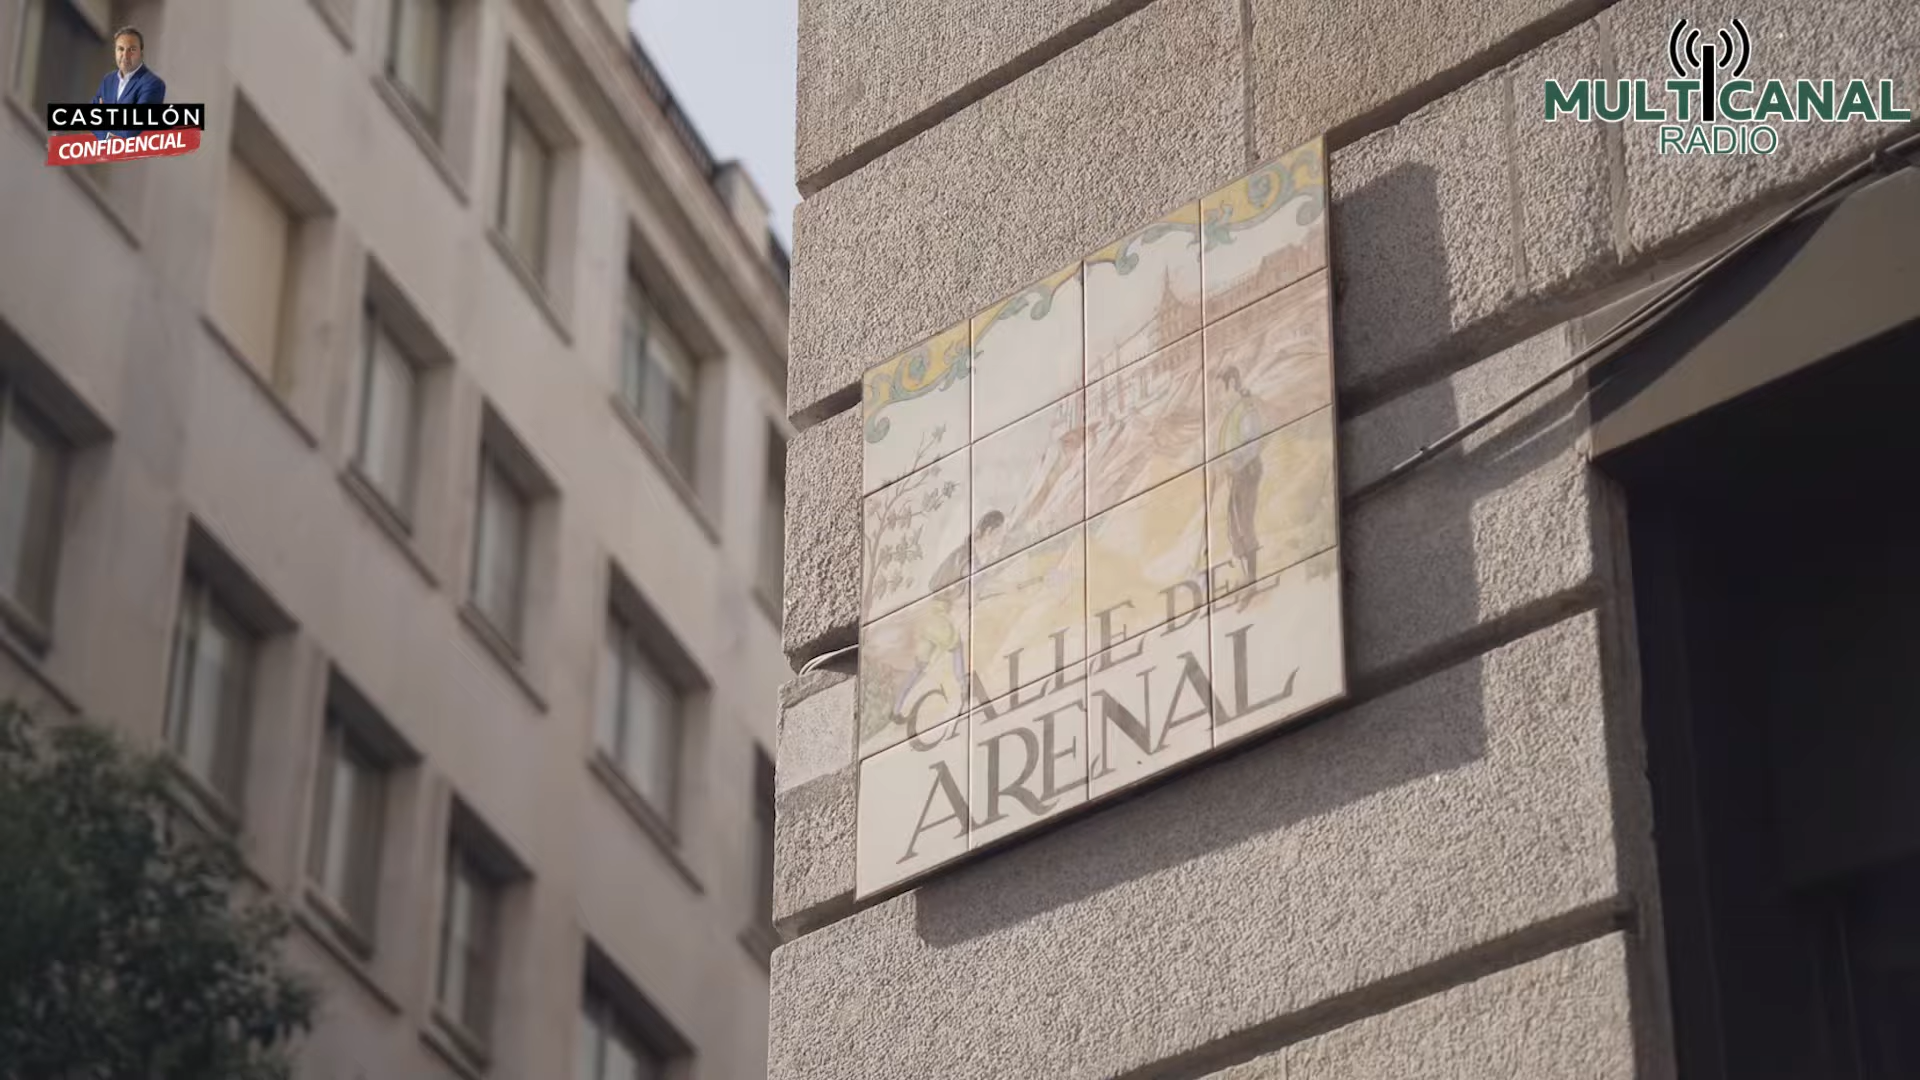 CASTILLÓN
CONFIDENCIAL
MULTICANAL
RADIO
CALLE DEL
ARENAL